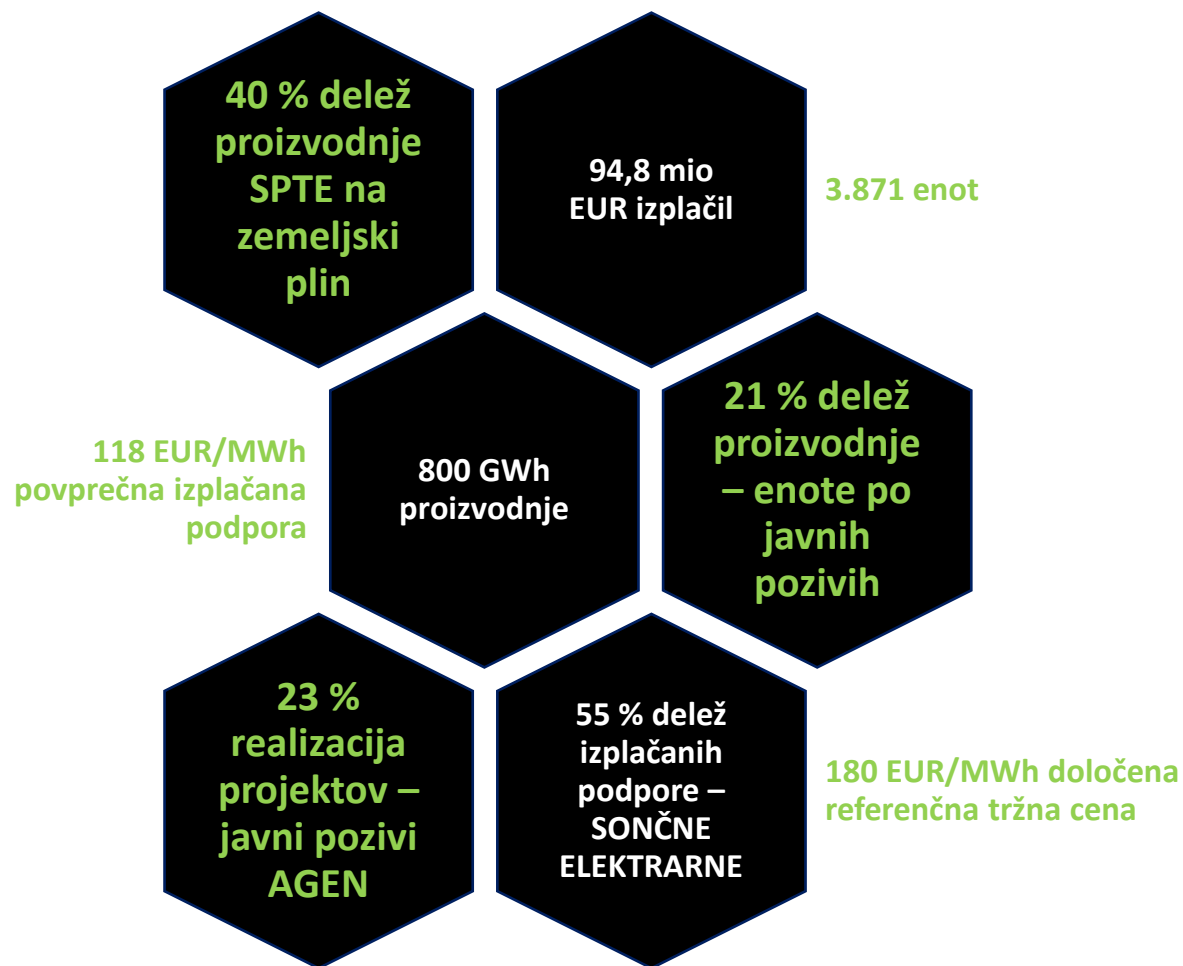 40 % delež
proizvodnje
SPTE na
zemeljski
plin
94,8 mio
EUR izplačil
3.871 enot
118 EUR/MWh
povprečna izplačana
podpora
800 GWh
proizvodnje
21 % delež
proizvodnje
– enote po
javnih
pozivih
23 %
realizacija
projektov –
javni pozivi
AGEN
55 % delež
izplačanih
podpore –
SONČNE
ELEKTRARNE
180 EUR/MWh določena
referenčna tržna cena